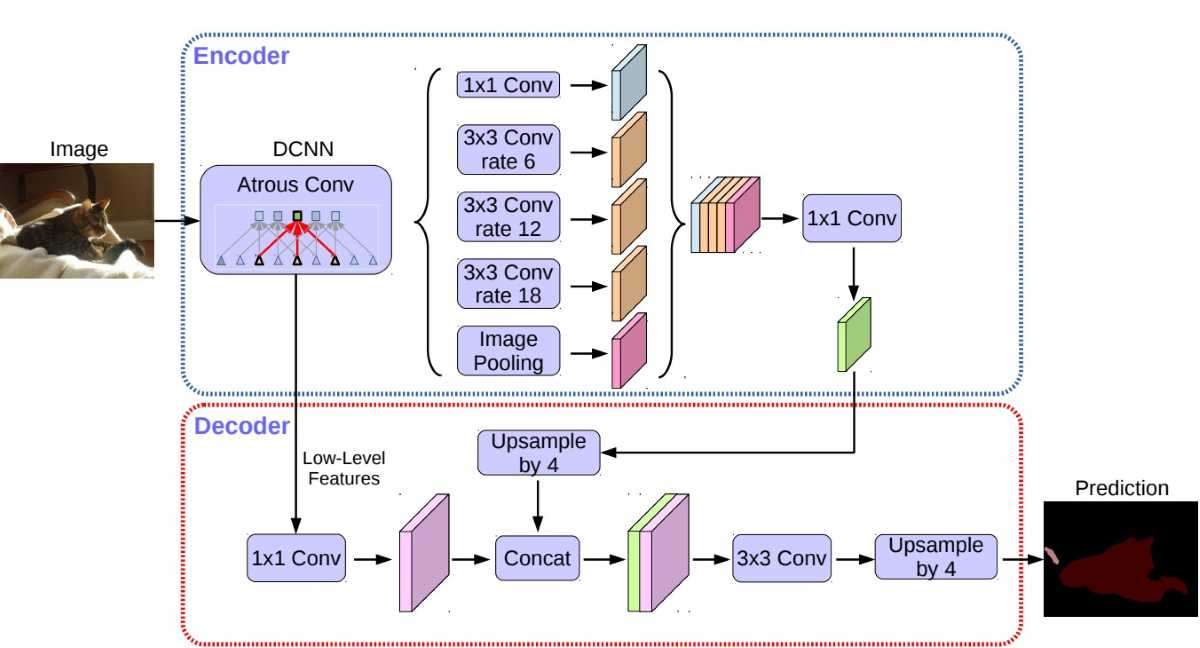 Encoder
Image
DCNN
Atrous Conv
1x1 Conv
3x3 Conv
rate 6
3x3 Conv
rate 12
3x3 Conv
rate 18
Image
Pooling
1x1 Conv
Decoder
Low-Level
Features
Upsample
by 4
1x1 Conv
Concat
3x3 Conv
Upsample
by 4
Prediction